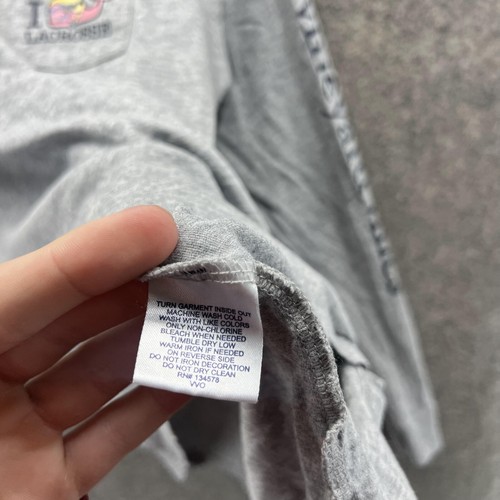 I
TURN GARMENT INSIDE OUT
MACHINE WASH COLD
WASH WITH LIKE COLORS
ONLY NON-CHLORINE
BLEACH WHEN NEEDED
TUMBLE DRY LOW
WARM IRON IF NEEDED
ON REVERSE SIDE
DO NOT IRON DECORATION
DO NOT DRY CLEAN
RN# 134578
VVO